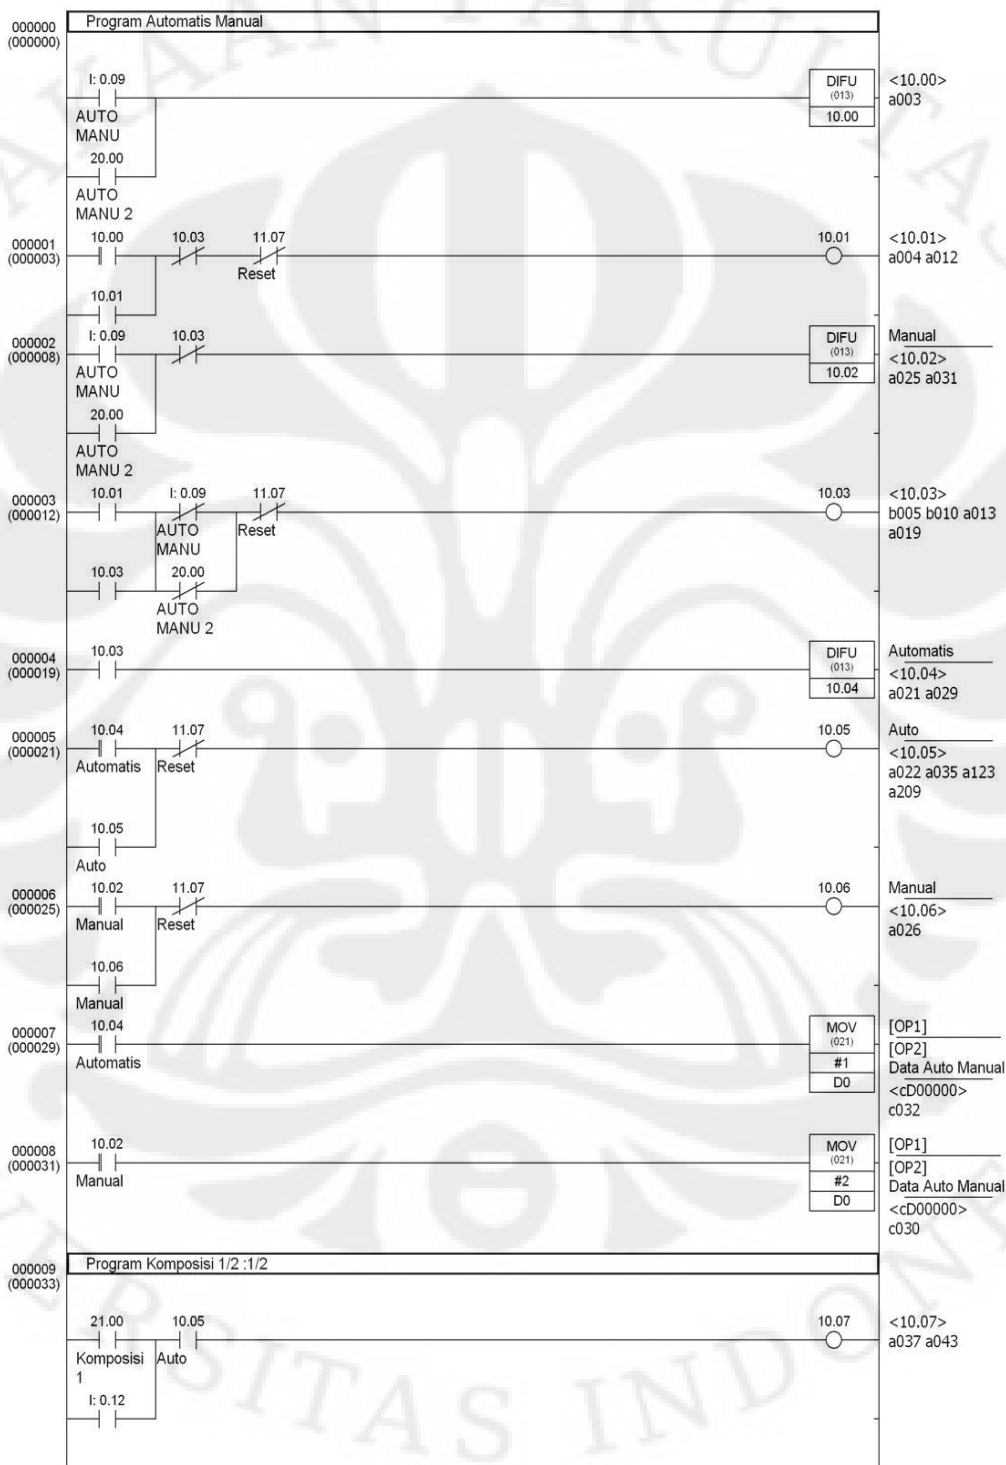 000000
(000000)
Program Automatis Manual
I: 0.09
AUTO
MANU
20.00
AUTO
MANU 2
DIFU
(013)
10.00
<10.00>
a003
000001
(000003)
10.00 10.03 11.07
Reset
10.01
10.01
<10.01>
a004 a012
000002
(000008)
I: 0.09 10.03
AUTO
MANU
20.00
AUTO
MANU 2
DIFU
(013)
10.02
Manual
<10.02>
a025 a031
000003
(000012)
10.01 I: 0.09 11.07
AUTO
MANU
Reset
10.03 20.00
AUTO
MANU 2
10.03
<10.03>
b005 b010 a013
a019
000004
(000019)
10.03
DIFU
(013)
10.04
Automatis
<10.04>
a021 a029
000005
(000021)
10.04 11.07
Automatis Reset
10.05
Auto
10.05
Auto
<10.05>
a022 a035 a123
a209
000006
(000025)
10.02 11.07
Manual Reset
10.06
Manual
10.06
Manual
<10.06>
a026
000007
(000029)
10.04
Automatis
MOV
(021)
#1
D0
[OP1]
[OP2]
Data Auto Manual
<cD00000>
c032
000008
(000031)
10.02
Manual
MOV
(021)
#2
D0
[OP1]
[OP2]
Data Auto Manual
<cD00000>
c030
000009
(000033)
Program Komposisi 1/2 :1/2
21.00 10.05
Komposisi
1
Auto
I: 0.12
10.07
<10.07>
a037 a043